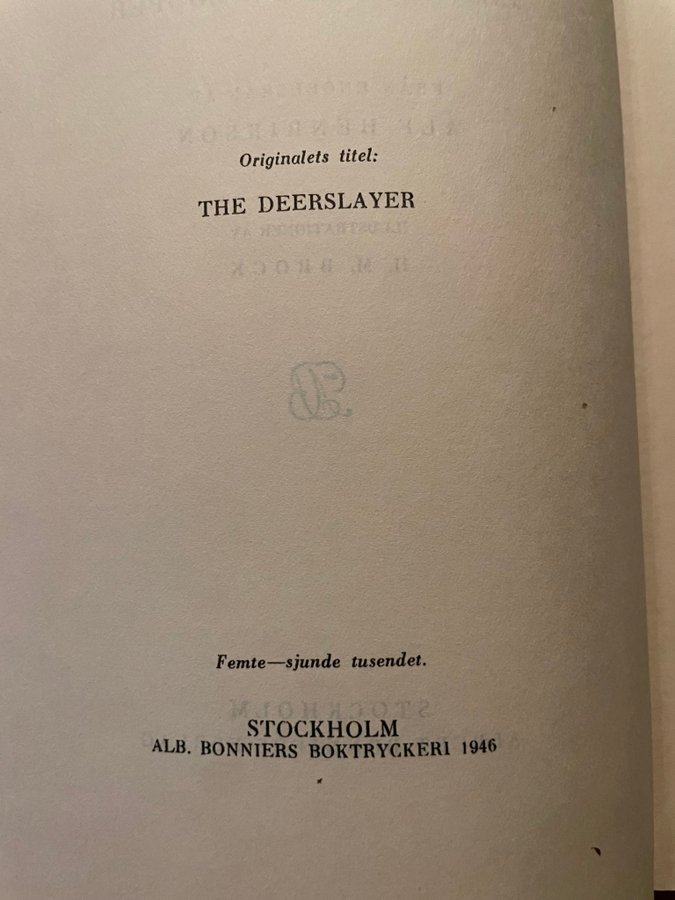 Originalets titel:
THE DEERSLAYER
Femte—sjunde tusendet.
STOCKHOLM
ALB. BONNIERS BOKTRYCKERI 1946